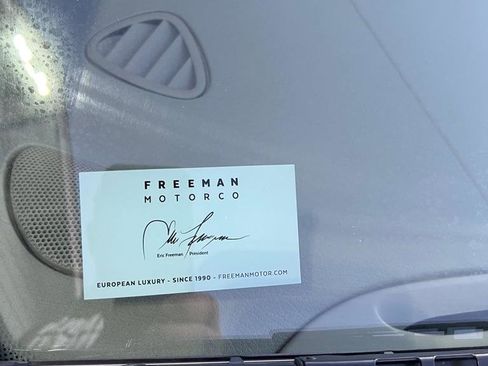 FREEMAN
MOTORCO
Eric Freeman President
EUROPEAN LUXURY - SINCE 1990 - FREEMANMOTOR.COM